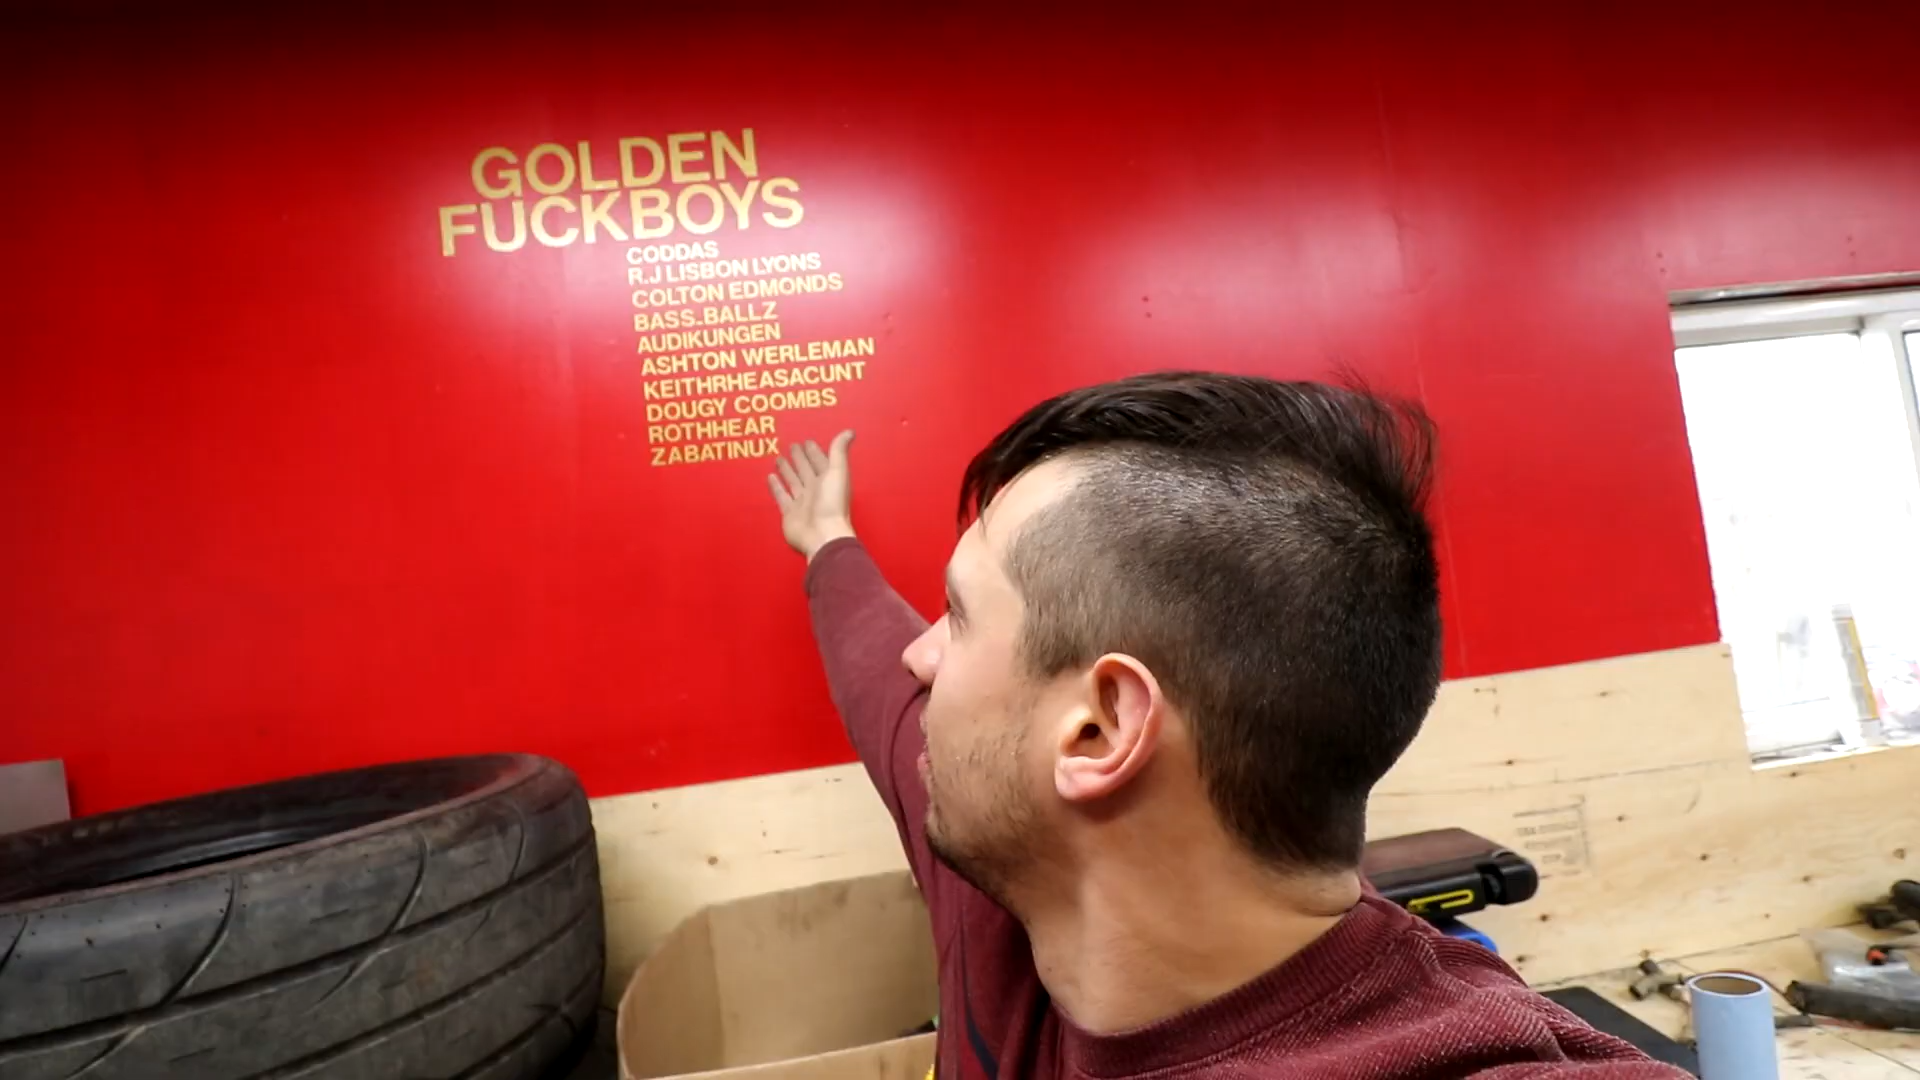 GOLDEN
FUCKBOYS
CODDAS
R.J LISBON LYONS
COLTON EDMONDS
BASS-BALLZ
AUDIKUNGEN
ASHTON WERLEMAN
KEITHRHEASACUNT
DOUGY COOMBS
ROTHHEAR
ZABATINUX